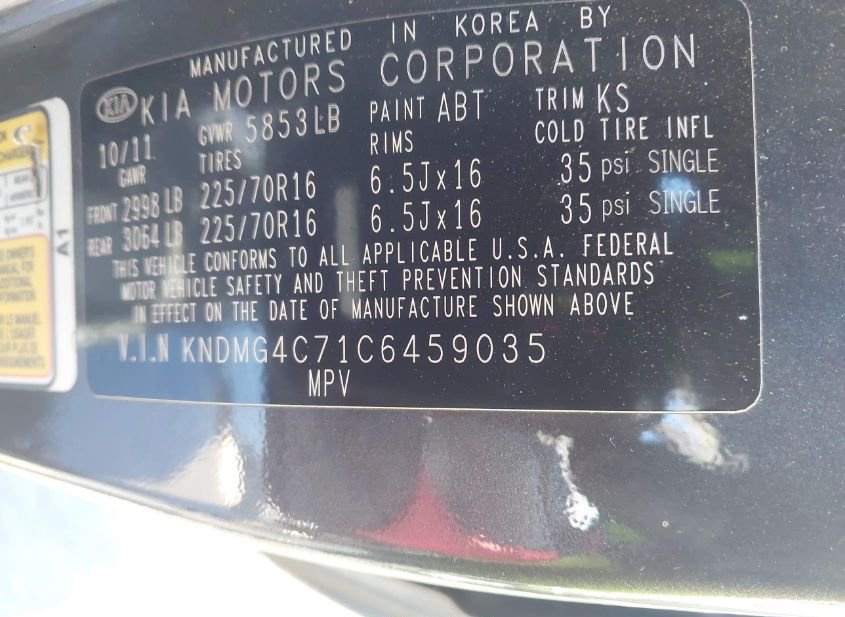 MANUFACTURED IN KOREA BY
KIA KIA MOTORS CORPORATION
10/11 GVWR 5853LB PAINT ABT TRIM KS
GAWR TIRES RIMS COLD TIRE INFL
FRONT 2998 LB 225/70R16 6.5Jx16 35 psi SINGLE
REAR 3064 LB 225/70R16 6.5Jx16 35 psi SINGLE
THIS VEHICLE CONFORMS TO ALL APPLICABLE U.S.A. FEDERAL
MOTOR VEHICLE SAFETY AND THEFT PREVENTION STANDARDS
IN EFFECT ON THE DATE OF MANUFACTURE SHOWN ABOVE
V.I.N KNDMG4C71C6459035
MPV
A1